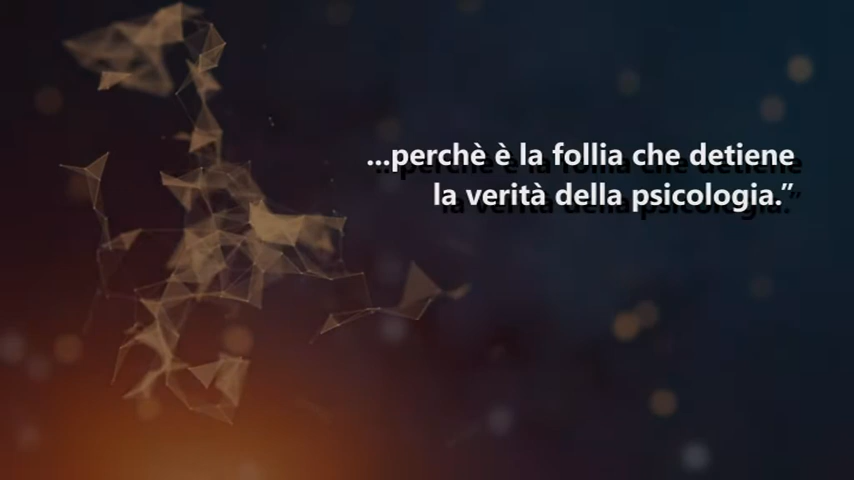 ...perchè è la follia che detiene
la verità della psicologia.”